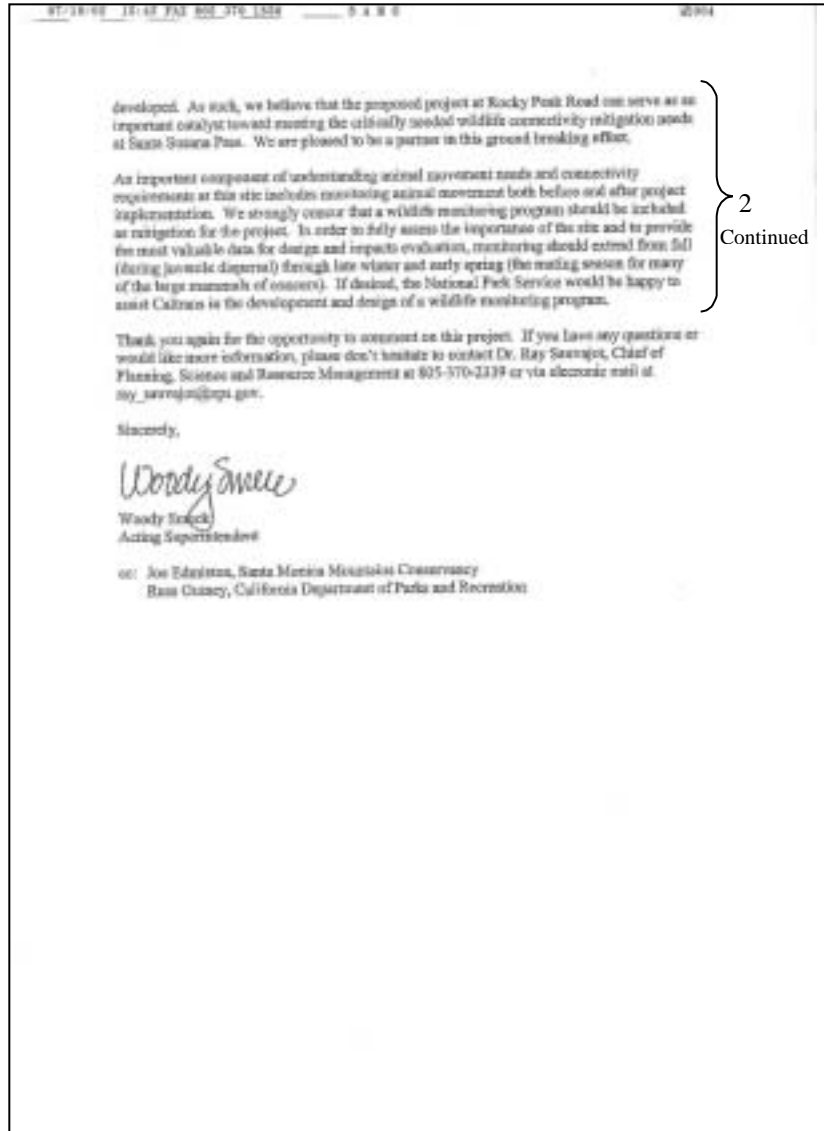 developed. As such, we believe that the proposed project at Rocky Peak Road can serve as an
important catalyst toward meeting the critically needed wildlife connectivity mitigation needs
at Santa Susana Pass. We are pleased to be a partner in this ground breaking effort.
An important component of understanding animal movement needs and connectivity
requirements at this site includes monitoring animal movement both before and after project
implementation. We strongly concur that a wildlife monitoring program should be included
as mitigation for the project. In order to fully assess the importance of the site and to provide
the most valuable data for design and impacts evaluation, monitoring should extend from fall
(during juvenile dispersal) through late winter and early spring (the mating season for many
of the large mammals of concern). If desired, the National Park Service would be happy to
assist Caltrans in the development and design of a wildlife monitoring program.
2
Continued
Thank you again for the opportunity to comment on this project. If you have any questions or
would like more information, please don't hesitate to contact Dr. Ray Sauvajot, Chief of
Planning, Science and Resource Management at 805-370-2339 or via elecronic mail at
ray_sauvajot@nps.gov.
Sincerely,
Woody Smeck
Woody Smeck
Acting Superintendent
cc: Joe Edmiston, Santa Monica Mountains Conservancy
Russ Guiney, California Department of Parks and Recreation